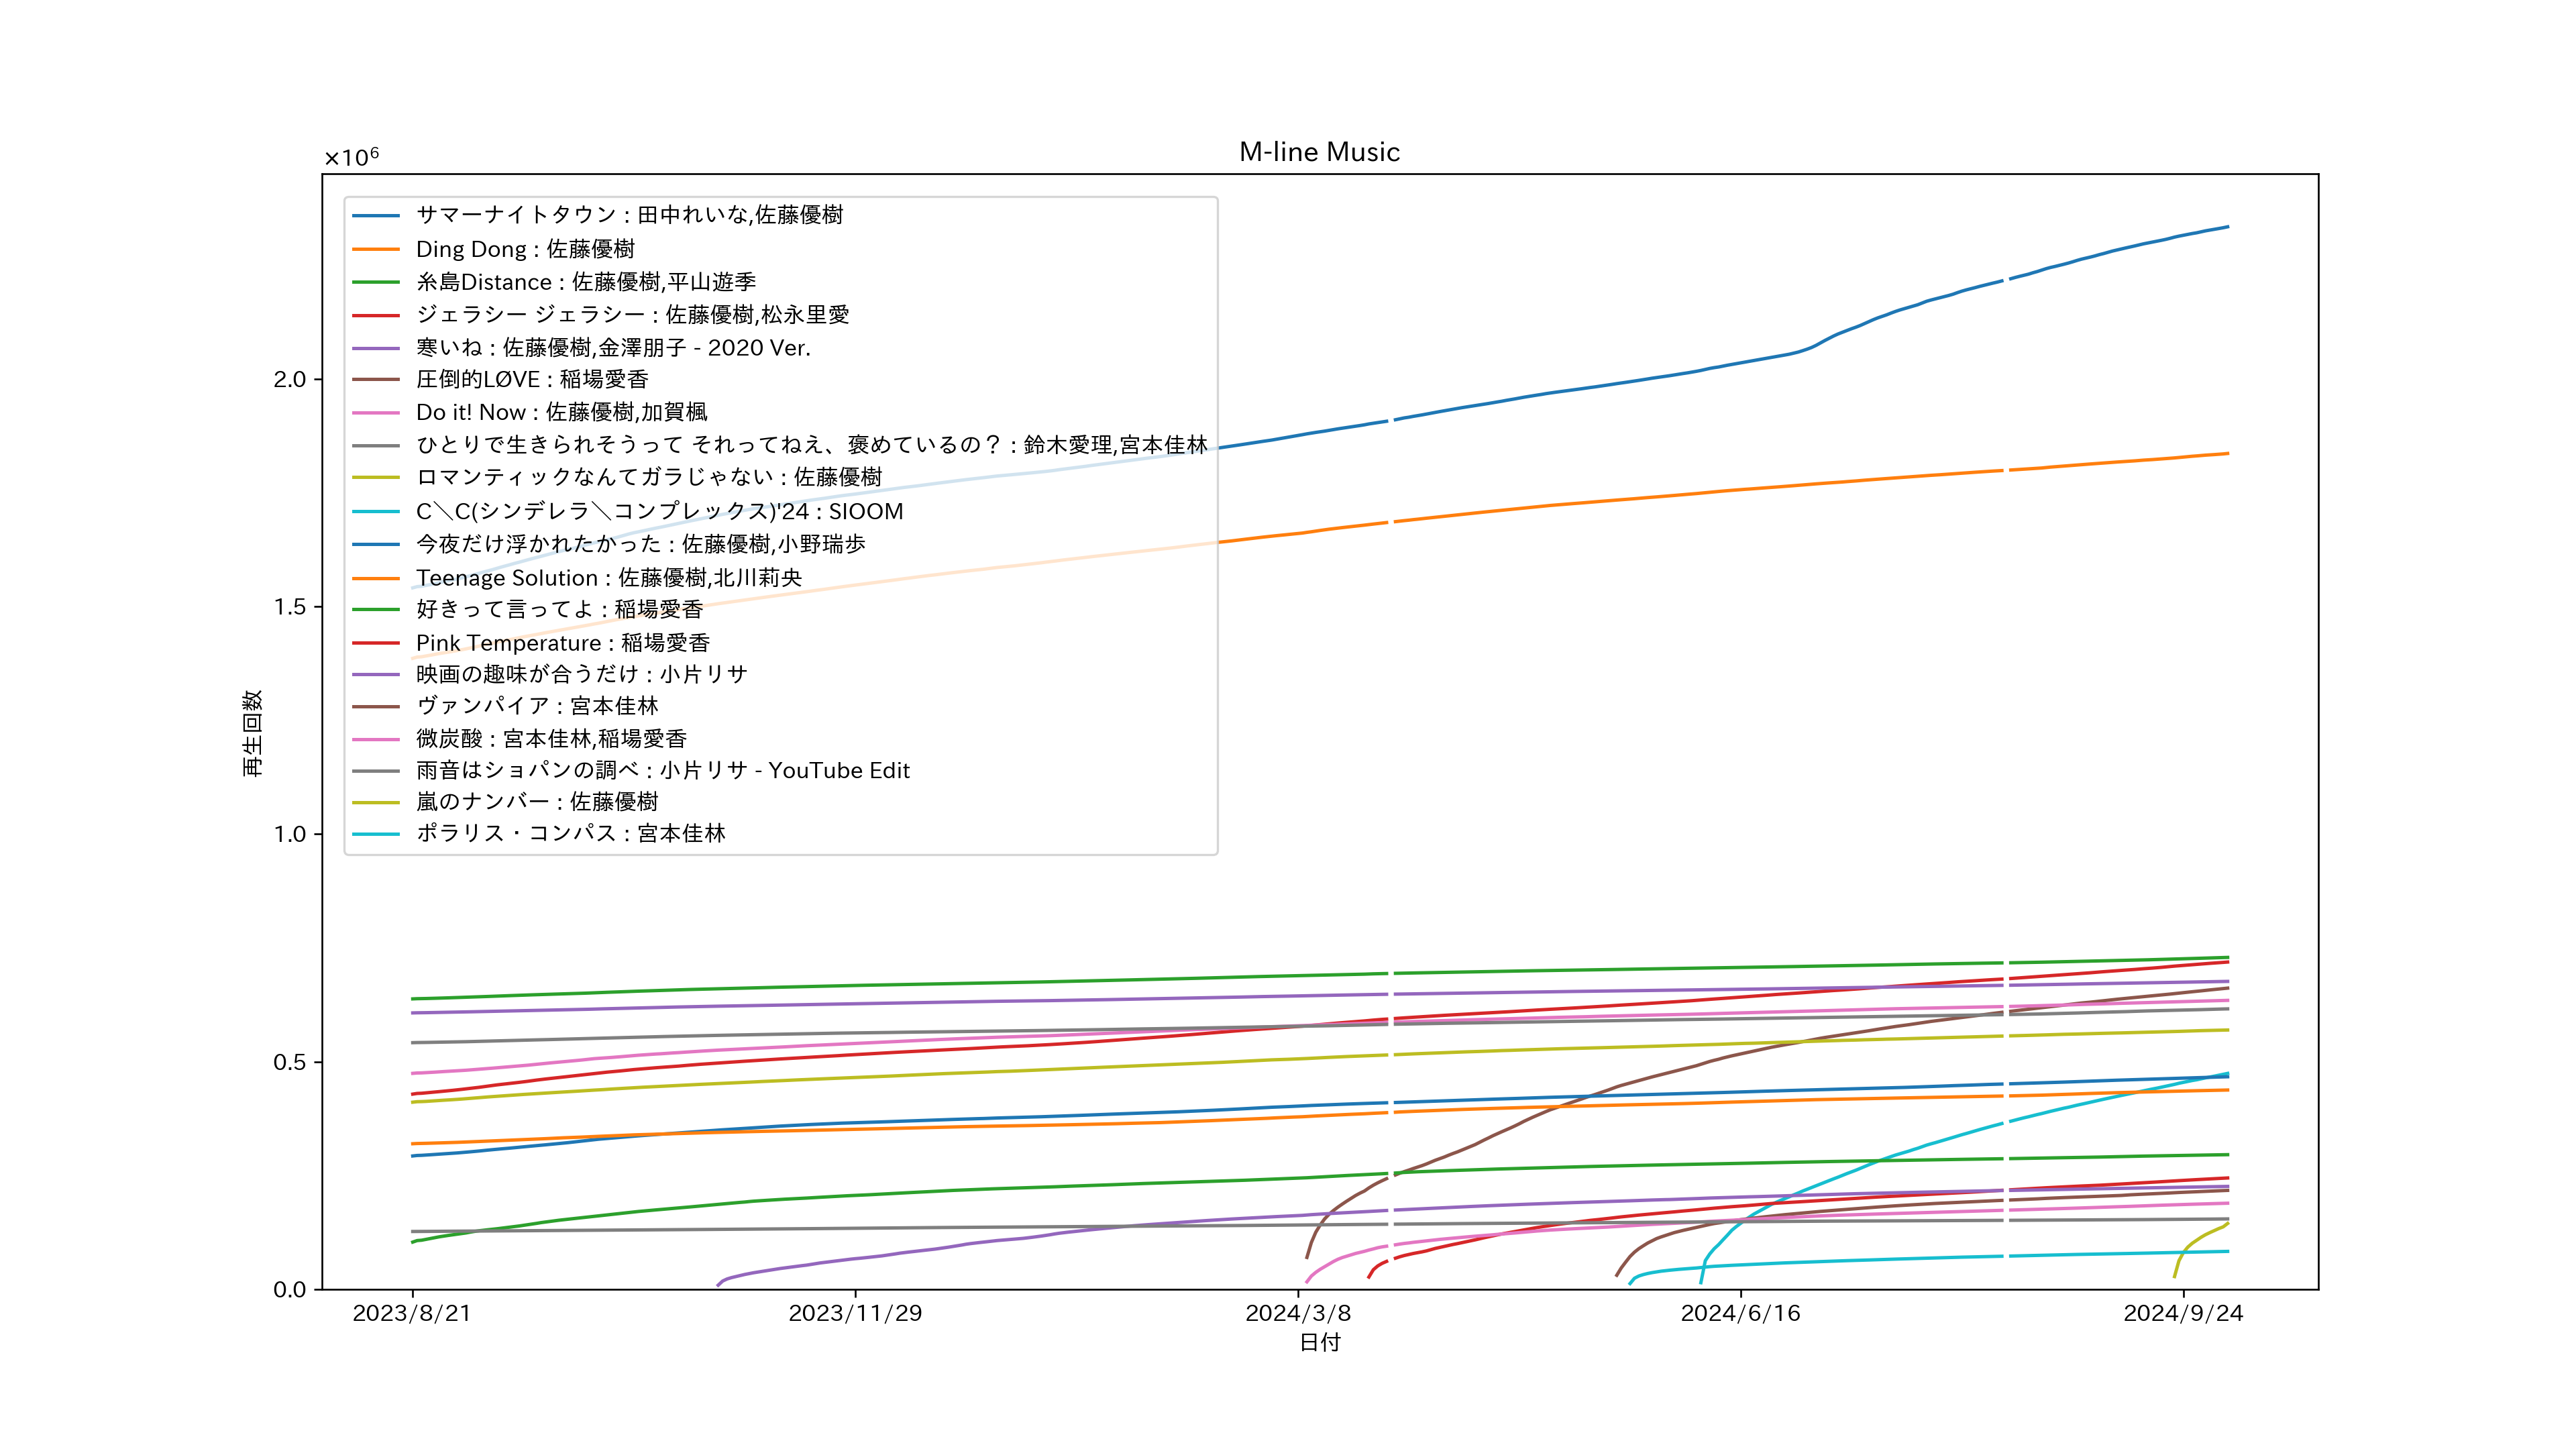 M-line Music
×10⁶
サマーナイトタウン : 田中れいな,佐藤優樹
Ding Dong : 佐藤優樹
糸島Distance : 佐藤優樹,平山遊季
ジェラシー ジェラシー : 佐藤優樹,松永里愛
寒いね : 佐藤優樹,金澤朋子 - 2020 Ver.
圧倒的LØVE : 稲場愛香
Do it! Now : 佐藤優樹,加賀楓
ひとりで生きられそうって それってねえ、褒めているの？ : 鈴木愛理,宮本佳林
ロマンティックなんてガラじゃない : 佐藤優樹
C＼C(シンデレラ＼コンプレックス)'24 : SIOOM
今夜だけ浮かれたかった : 佐藤優樹,小野瑞歩
Teenage Solution : 佐藤優樹,北川莉央
好きって言ってよ : 稲場愛香
Pink Temperature : 稲場愛香
映画の趣味が合うだけ : 小片リサ
ヴァンパイア : 宮本佳林
微炭酸 : 宮本佳林,稲場愛香
雨音はショパンの調べ : 小片リサ - YouTube Edit
嵐のナンバー : 佐藤優樹
ポラリス・コンパス : 宮本佳林
2.0
1.5
1.0
0.5
0.0
再生回数
2023/8/21
2023/11/29
2024/3/8
2024/6/16
2024/9/24
日付